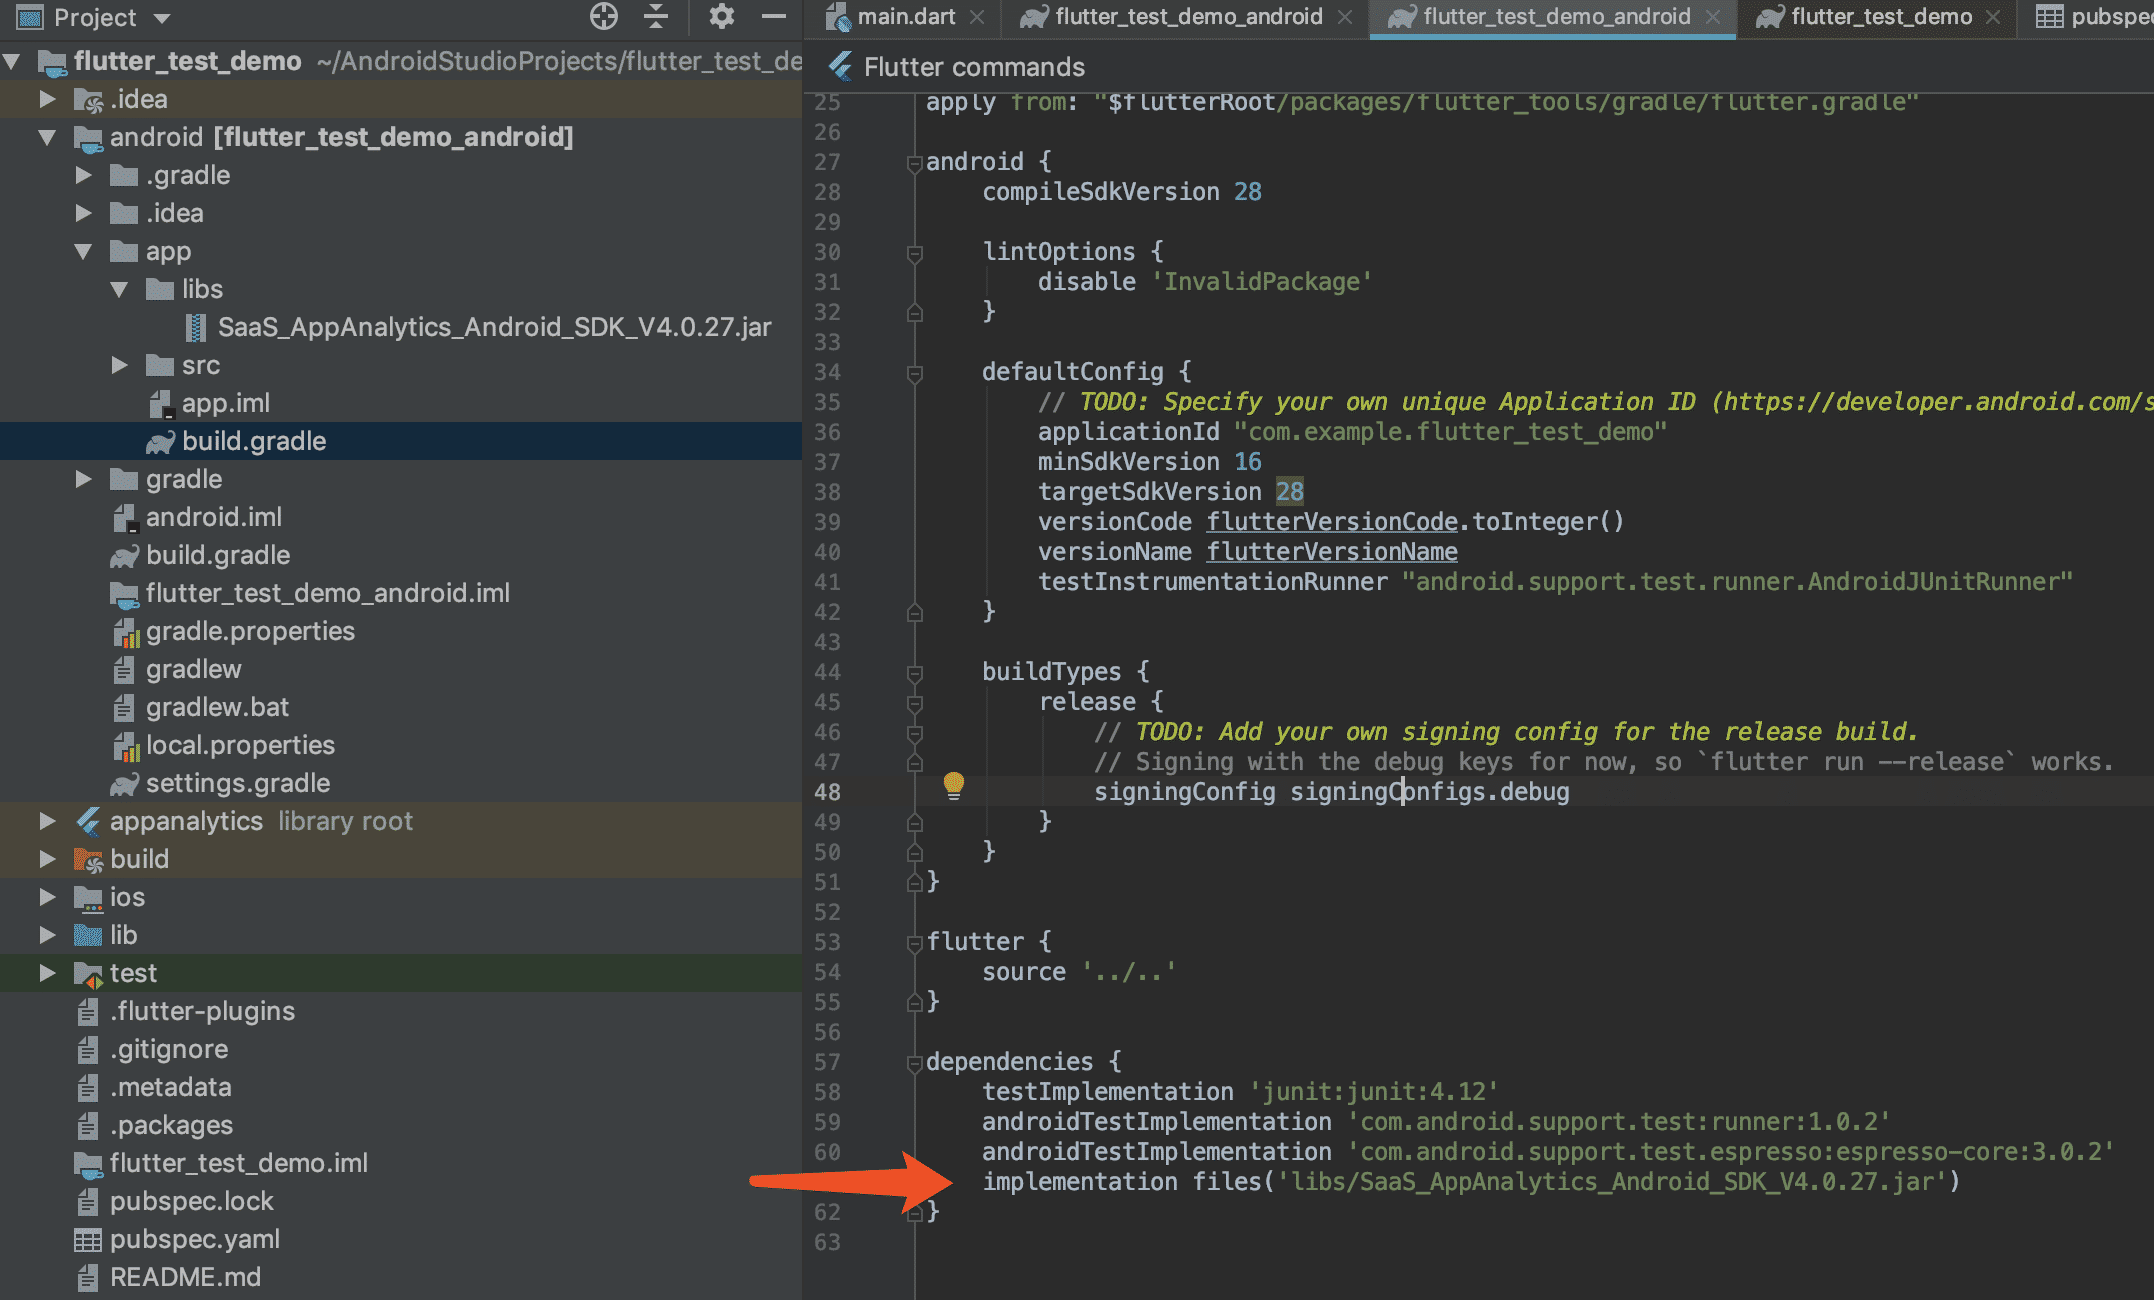 Project
flutter_test_demo ~/AndroidStudioProjects/flutter_test_de
.idea
android [flutter_test_demo_android]
.gradle
.idea
app
libs
SaaS_AppAnalytics_Android_SDK_V4.0.27.jar
src
app.iml
build.gradle
gradle
android.iml
build.gradle
flutter_test_demo_android.iml
gradle.properties
gradlew
gradlew.bat
local.properties
settings.gradle
appanalytics library root
build
ios
lib
test
.flutter-plugins
.gitignore
.metadata
.packages
flutter_test_demo.iml
pubspec.lock
pubspec.yaml
README.md
main.dart flutter_test_demo_android flutter_test_demo_android flutter_test_demo pubspec
Flutter commands
25 apply from: "$flutterRoot/packages/flutter_tools/gradle/flutter.gradle"
26
27 android {
28 compileSdkVersion 28
29
30 lintOptions {
31 disable 'InvalidPackage'
32 }
33
34 defaultConfig {
35 // TODO: Specify your own unique Application ID (https://developer.android.com/s
36 applicationId "com.example.flutter_test_demo"
37 minSdkVersion 16
38 targetSdkVersion 28
39 versionCode flutterVersionCode.toInteger()
40 versionName flutterVersionName
41 testInstrumentationRunner "android.support.test.runner.AndroidJUnitRunner"
42 }
43
44 buildTypes {
45 release {
46 // TODO: Add your own signing config for the release build.
47 // Signing with the debug keys for now, so `flutter run --release` works.
48 signingConfig signingConfigs.debug
49 }
50 }
51 }
52
53 flutter {
54 source '../..'
55 }
56
57 dependencies {
58 testImplementation 'junit:junit:4.12'
59 androidTestImplementation 'com.android.support.test:runner:1.0.2'
60 androidTestImplementation 'com.android.support.test.espresso:espresso-core:3.0.2'
implementation files('libs/SaaS_AppAnalytics_Android_SDK_V4.0.27.jar')
62 }
63